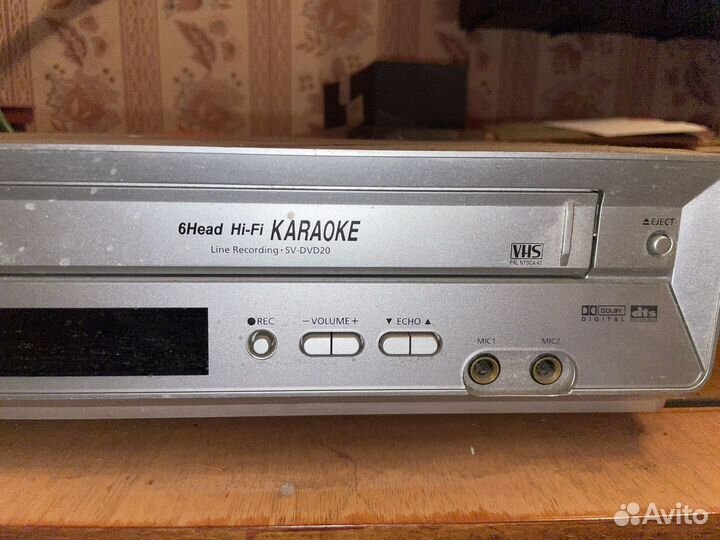 6Head Hi-Fi KARAOKE
Line Recording • SV-DVD20
VHS
PAL NTSC4.43
EJECT
REC
– VOLUME +
▼ ECHO ▲
DOLBY
DIGITAL
dts
MIC1
MIC2
Avito